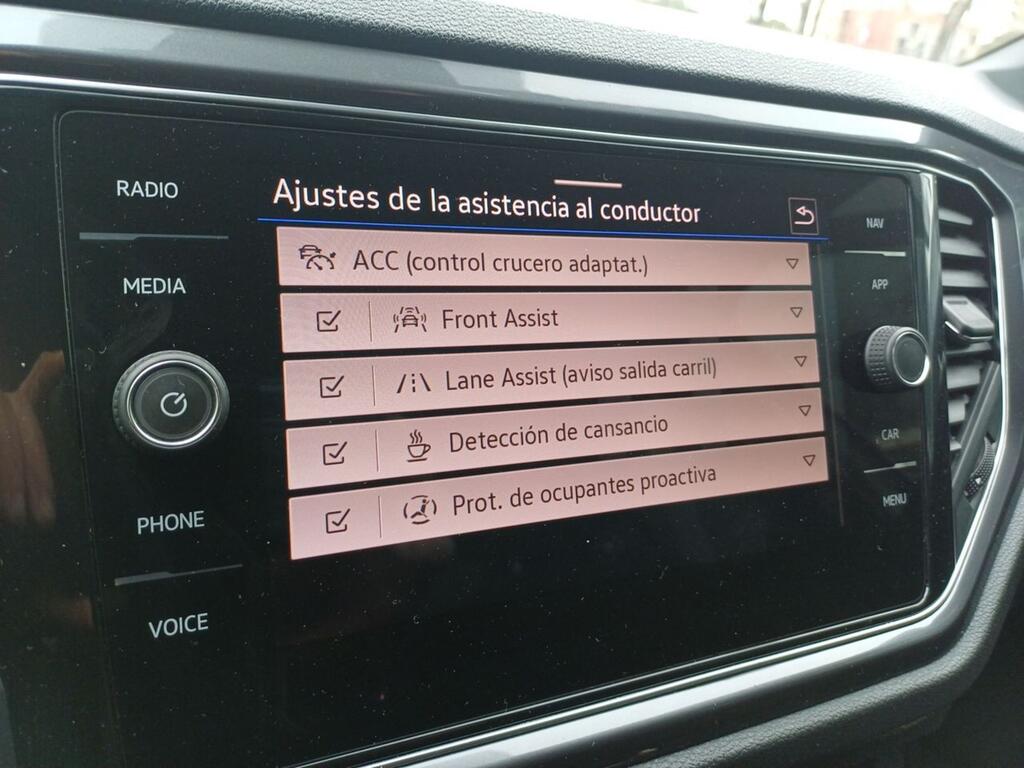 RADIO
MEDIA
PHONE
VOICE
Ajustes de la asistencia al conductor
ACC (control crucero adaptat.)
Front Assist
Lane Assist (aviso salida carril)
Detección de cansancio
Prot. de ocupantes proactiva
NAV
APP
CAR
MENU